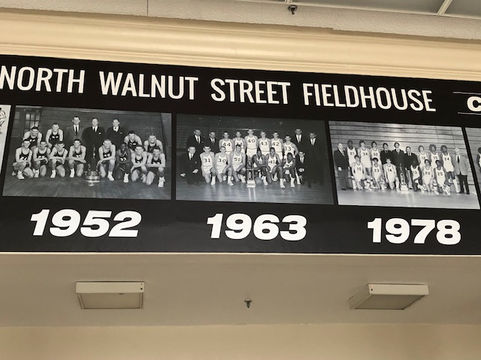 NORTH WALNUT STREET FIELDHOUSE C
1952 1963 1978